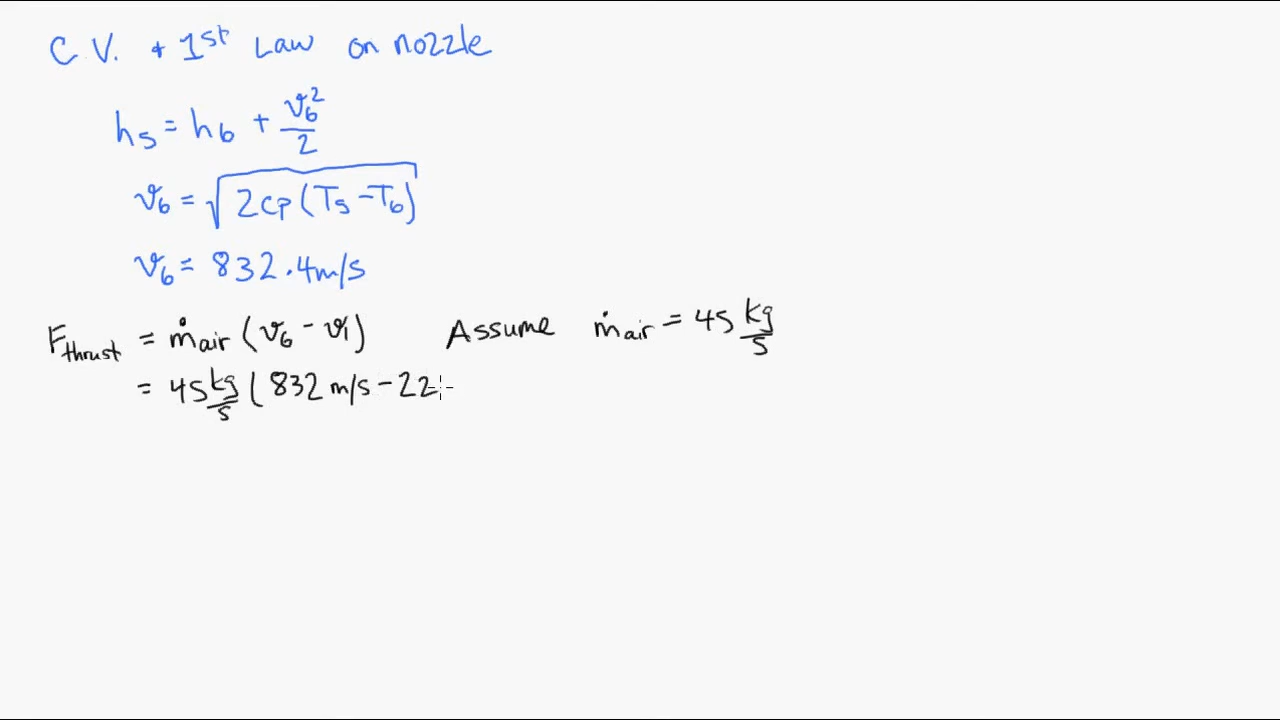 C.V. + 1st Law on nozzle
h5 = h6 + v6²/2
v6 = √2cp(T5-T6)
v6 = 832.4m/s
Fthrust = ṁair (v6 - v1) Assume ṁair = 45 kg/s
= 45 kg/s ( 832 m/s - 22